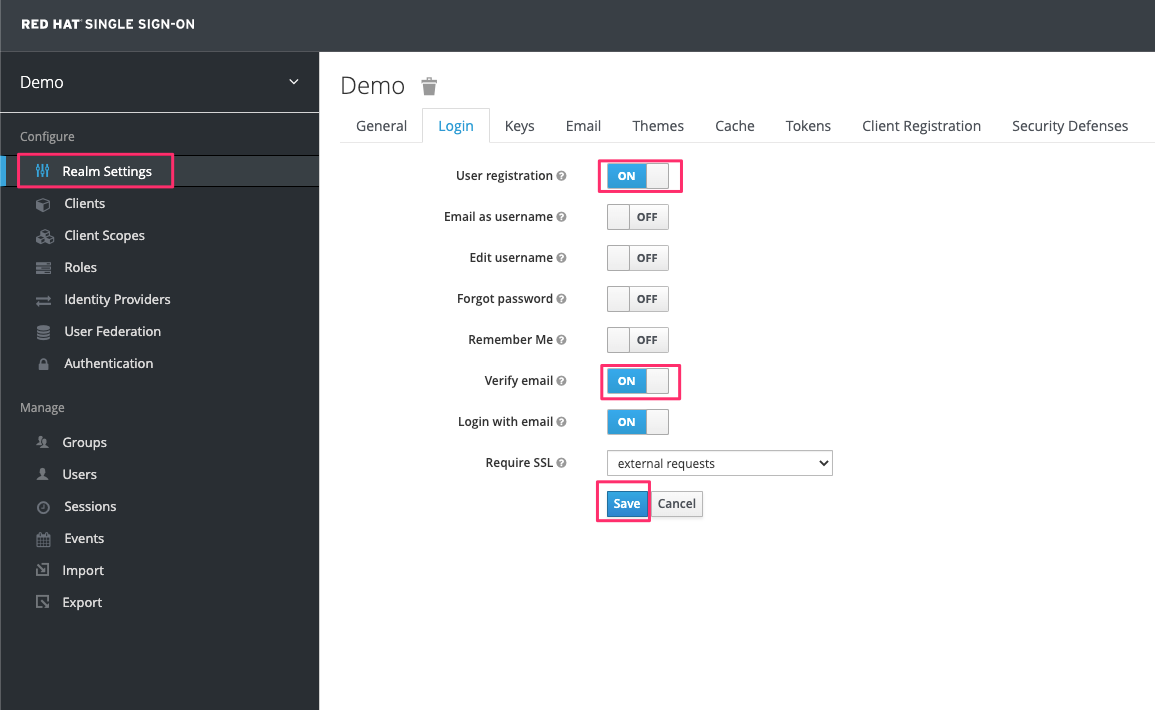 RED HAT SINGLE SIGN-ON
Demo
Configure
Realm Settings
Clients
Client Scopes
Roles
Identity Providers
User Federation
Authentication
Manage
Groups
Users
Sessions
Events
Import
Export
Demo
General Login Keys Email Themes Cache Tokens Client Registration Security Defenses
User registration ON
Email as username OFF
Edit username OFF
Forgot password OFF
Remember Me OFF
Verify email ON
Login with email ON
Require SSL external requests
Save Cancel